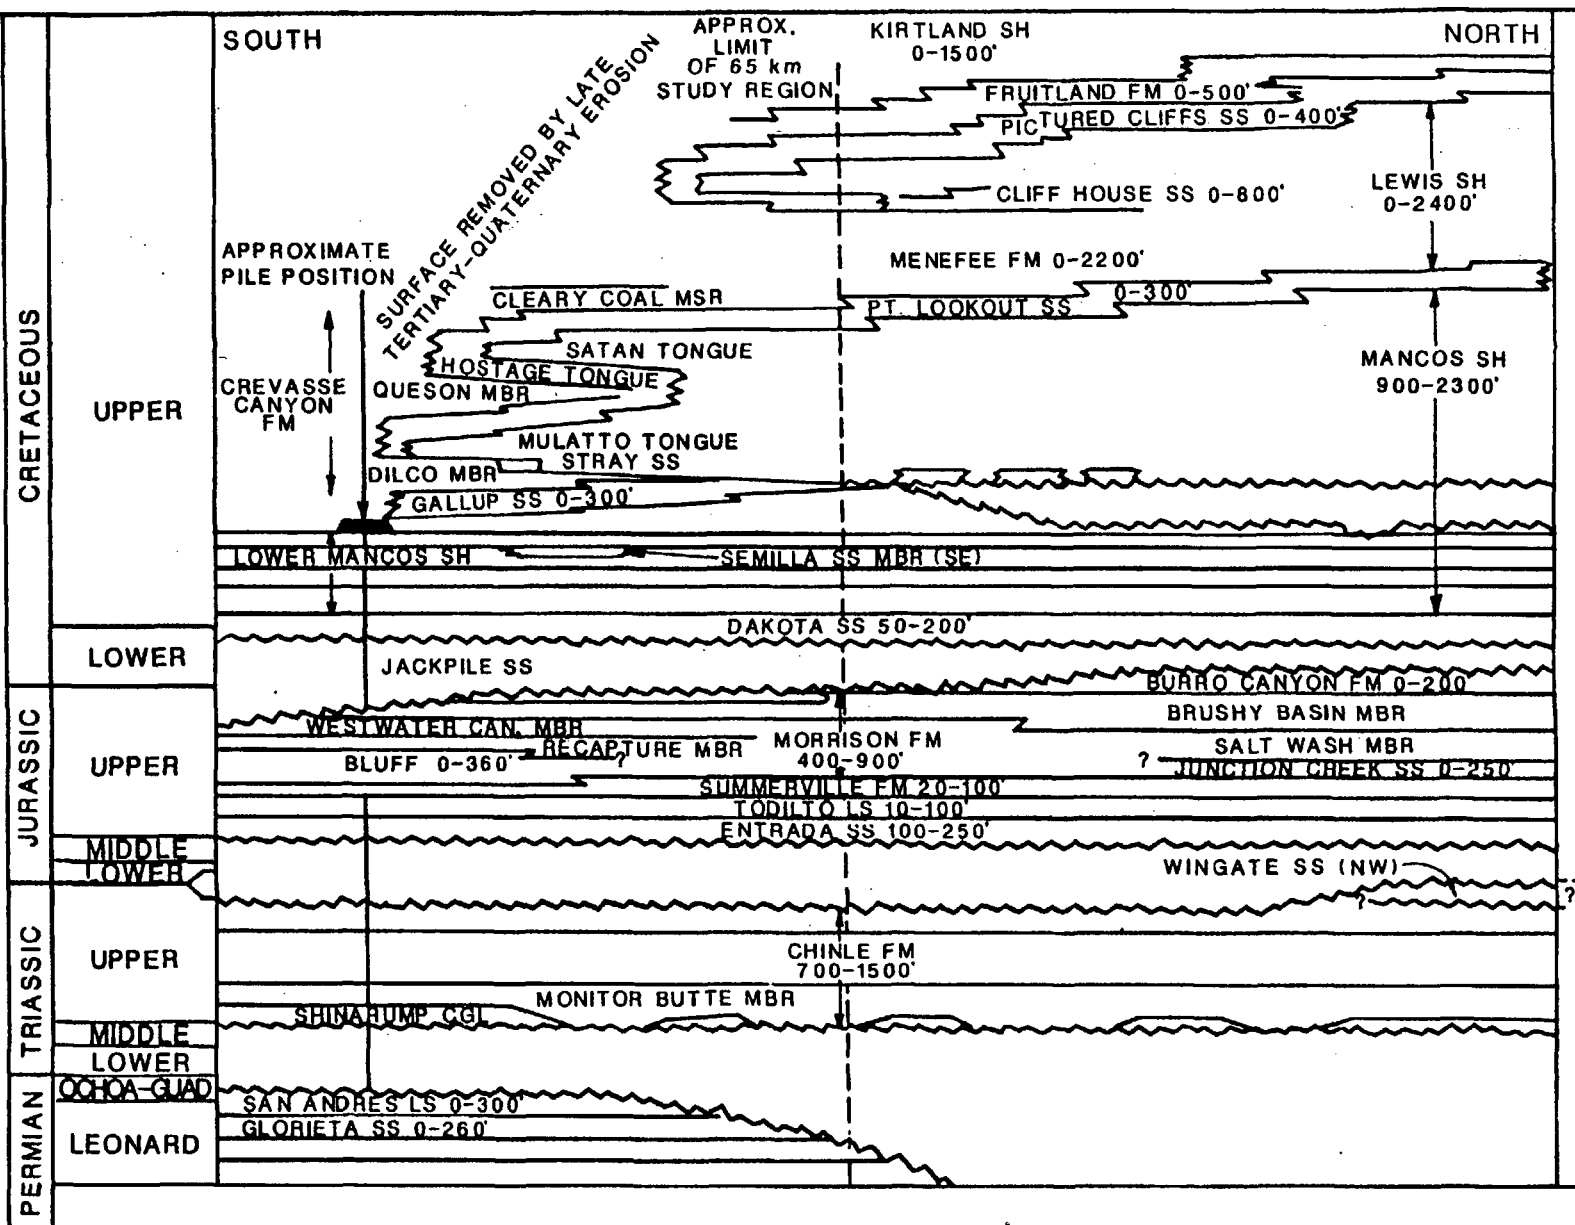 SOUTH
APPROX.
LIMIT
OF 65 km
STUDY REGION
KIRTLAND SH
0-1500'
NORTH
SURFACE REMOVED BY LATE
TERTIARY-QUATERNARY EROSION
FRUITLAND FM 0-500'
PICTURED CLIFFS SS 0-400'
LEWIS SH
0-2400'
CLIFF HOUSE SS 0-800'
APPROXIMATE
PILE POSITION
MENEFEE FM 0-2200'
CLEARY COAL MSR
0-300'
PT. LOOKOUT SS
SATAN TONGUE
HOSTAGE TONGUE
MANCOS SH
900-2300'
CREVASSE
CANYON
FM
QUESON MBR
CRETACEOUS
UPPER
MULATTO TONGUE
STRAY SS
DILCO MBR
GALLUP SS 0-300'
LOWER MANCOS SH
SEMILLA SS MBR (SE)
DAKOTA SS 50-200'
LOWER
JACKPILE SS
BURRO CANYON FM 0-200'
JURASSIC
UPPER
WESTWATER CAN. MBR
BRUSHY BASIN MBR
RECAPTURE MBR
MORRISON FM
400-900'
SALT WASH MBR
BLUFF 0-360'
?
?
JUNCTION CREEK SS 0-250'
SUMMERVILLE FM 20-100'
TODILTO LS 10-100'
ENTRADA SS 100-250'
MIDDLE
LOWER
WINGATE SS (NW)
?
?
TRIASSIC
UPPER
CHINLE FM
700-1500'
MONITOR BUTTE MBR
SHINARUMP CGL
MIDDLE
LOWER
PERMIAN
OCHOA-GUAD
SAN ANDRES LS 0-300'
GLORIETA SS 0-260'
LEONARD